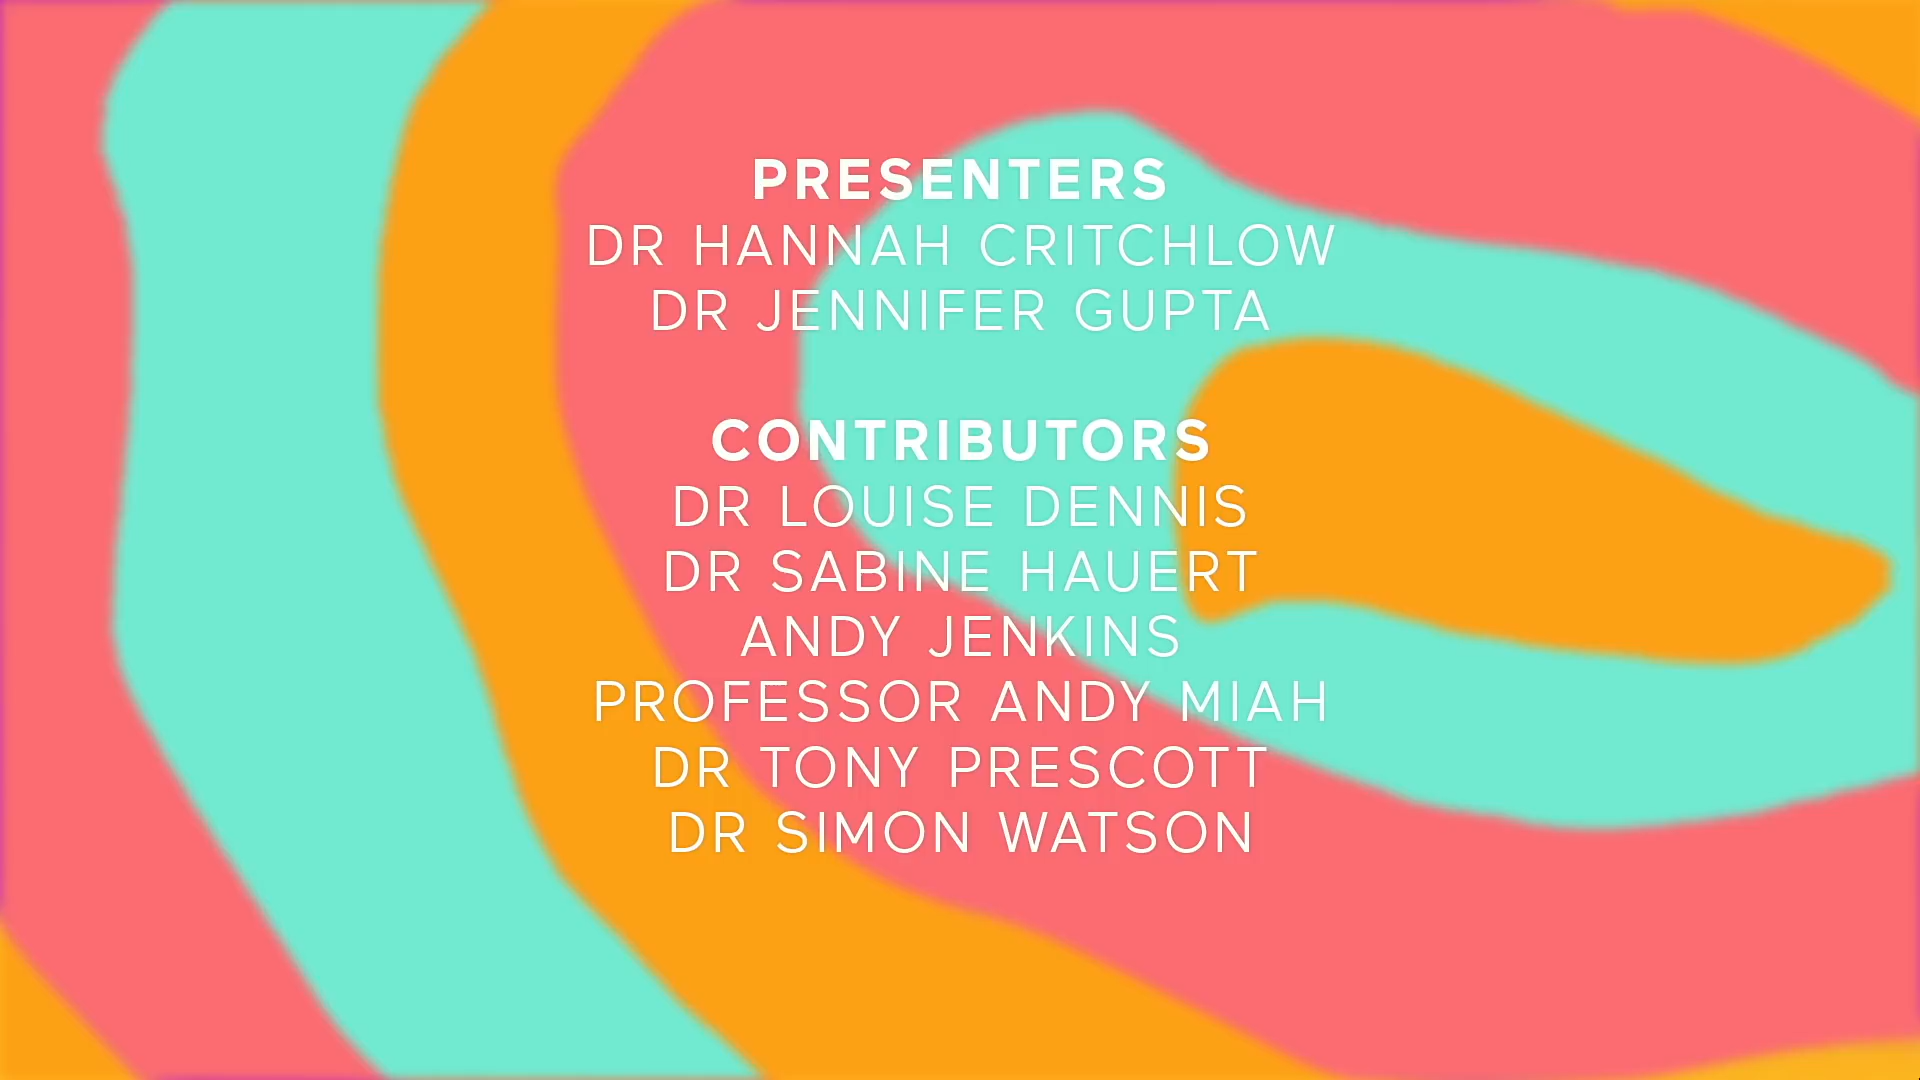 PRESENTERS
DR HANNAH CRITCHLOW
DR JENNIFER GUPTA
CONTRIBUTORS
DR LOUISE DENNIS
DR SABINE HAUERT
ANDY JENKINS
PROFESSOR ANDY MIAH
DR TONY PRESCOTT
DR SIMON WATSON